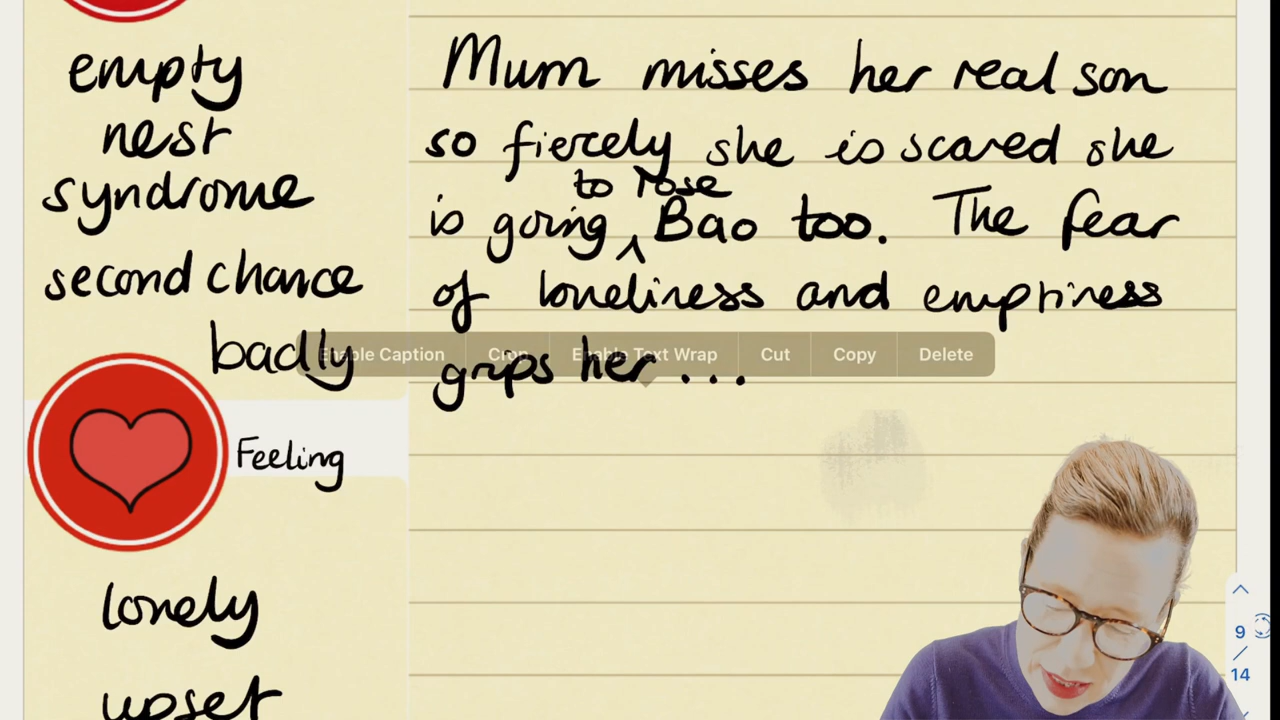 empty
nest
syndrome
second chance
badly
Feeling
lonely
upset
Mum misses her real son
so fiercely she is scared she
to lose
is going ^ Bao too. The fear
of loneliness and emptiness
grips her ...
Enable Caption Crop Enable Text Wrap Cut Copy Delete
9
/
14